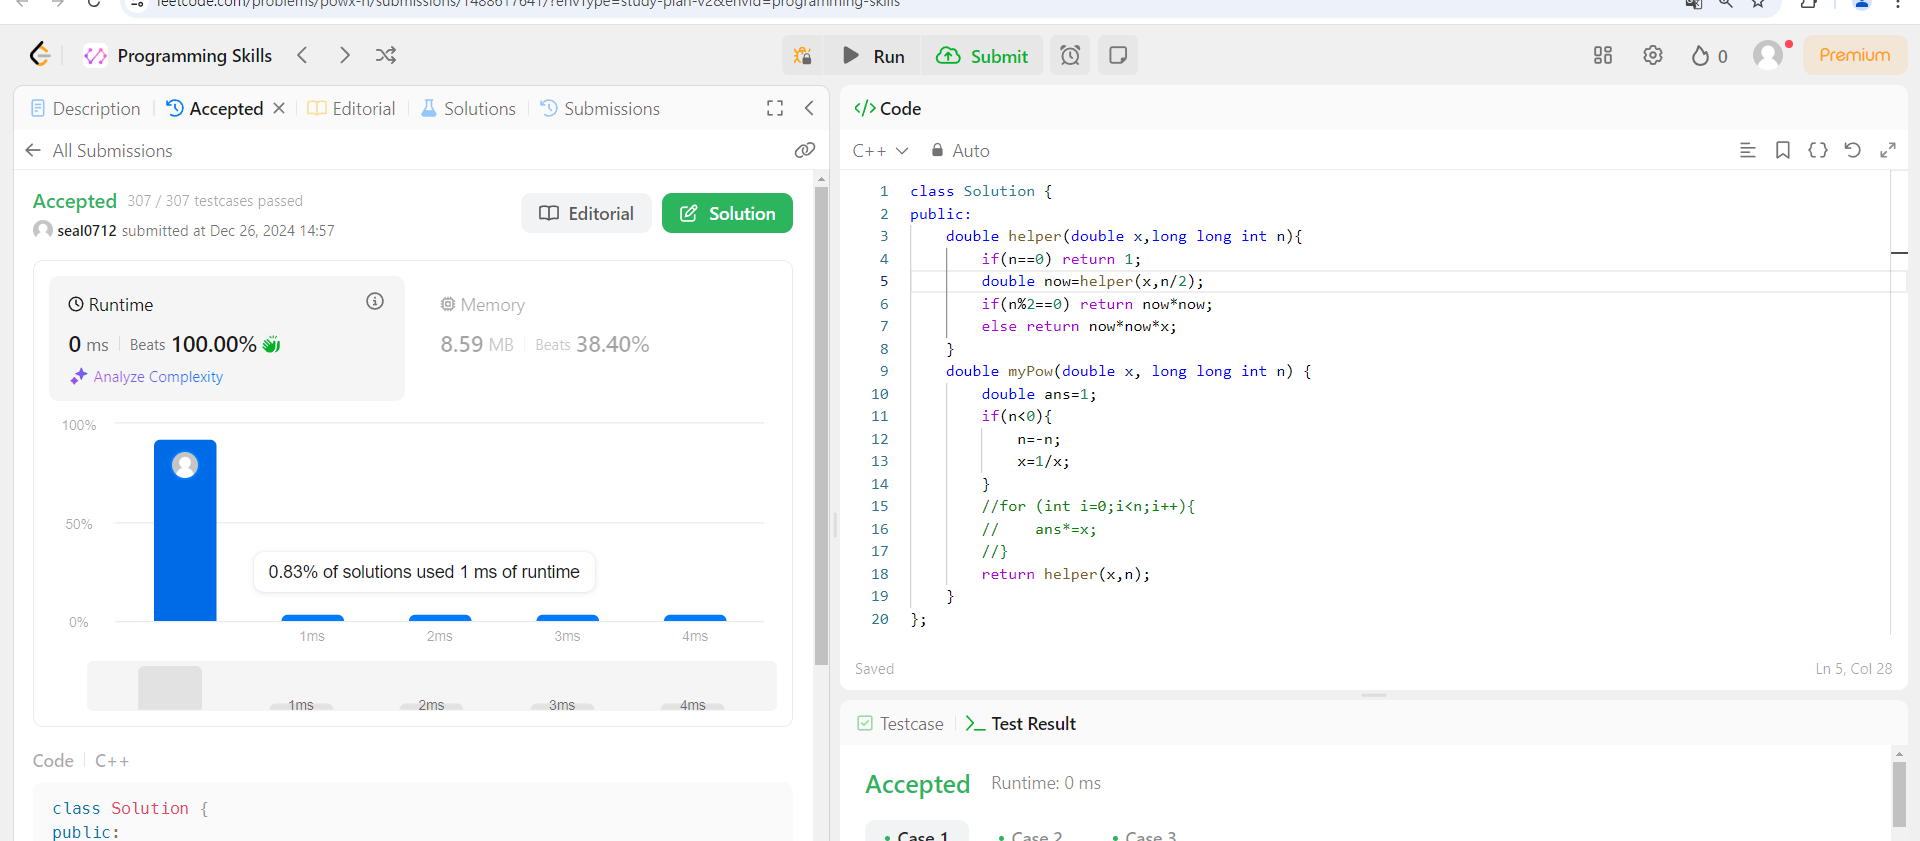 leetcode.com/problems/powx-n/submissions/1488617641/?envType=study-plan-v2&envId=programming-skills
Programming Skills
Run
Submit
0
Premium
Description
Accepted
Editorial
Solutions
Submissions
All Submissions
Accepted 307 / 307 testcases passed
seal0712 submitted at Dec 26, 2024 14:57
Editorial
Solution
Runtime
0 ms Beats 100.00%
Analyze Complexity
Memory
8.59 MB Beats 38.40%
100%
50%
0%
0.83% of solutions used 1 ms of runtime
1ms 2ms 3ms 4ms
1ms 2ms 3ms 4ms
Code C++
class Solution {
public:
</> Code
C++ Auto
1 class Solution {
2 public:
3 double helper(double x,long long int n){
4 if(n==0) return 1;
5 double now=helper(x,n/2);
6 if(n%2==0) return now*now;
7 else return now*now*x;
8 }
9 double myPow(double x, long long int n) {
10 double ans=1;
11 if(n<0){
12 n=-n;
13 x=1/x;
14 }
15 //for (int i=0;i<n;i++){
16 // ans*=x;
17 //}
18 return helper(x,n);
19 }
20 };
Saved
Ln 5, Col 28
Testcase
Test Result
Accepted Runtime: 0 ms
Case 1 Case 2 Case 3